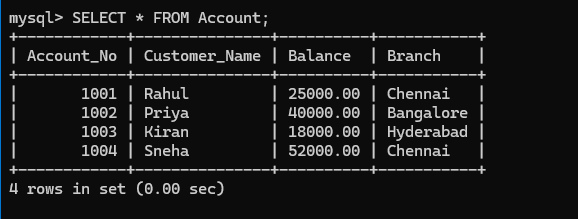 mysql> SELECT * FROM Account;
+------------+---------------+----------+-----------+
| Account_No | Customer_Name | Balance  | Branch    |
+------------+---------------+----------+-----------+
|       1001 | Rahul         | 25000.00 | Chennai   |
|       1002 | Priya         | 40000.00 | Bangalore |
|       1003 | Kiran         | 18000.00 | Hyderabad |
|       1004 | Sneha         | 52000.00 | Chennai   |
+------------+---------------+----------+-----------+
4 rows in set (0.00 sec)